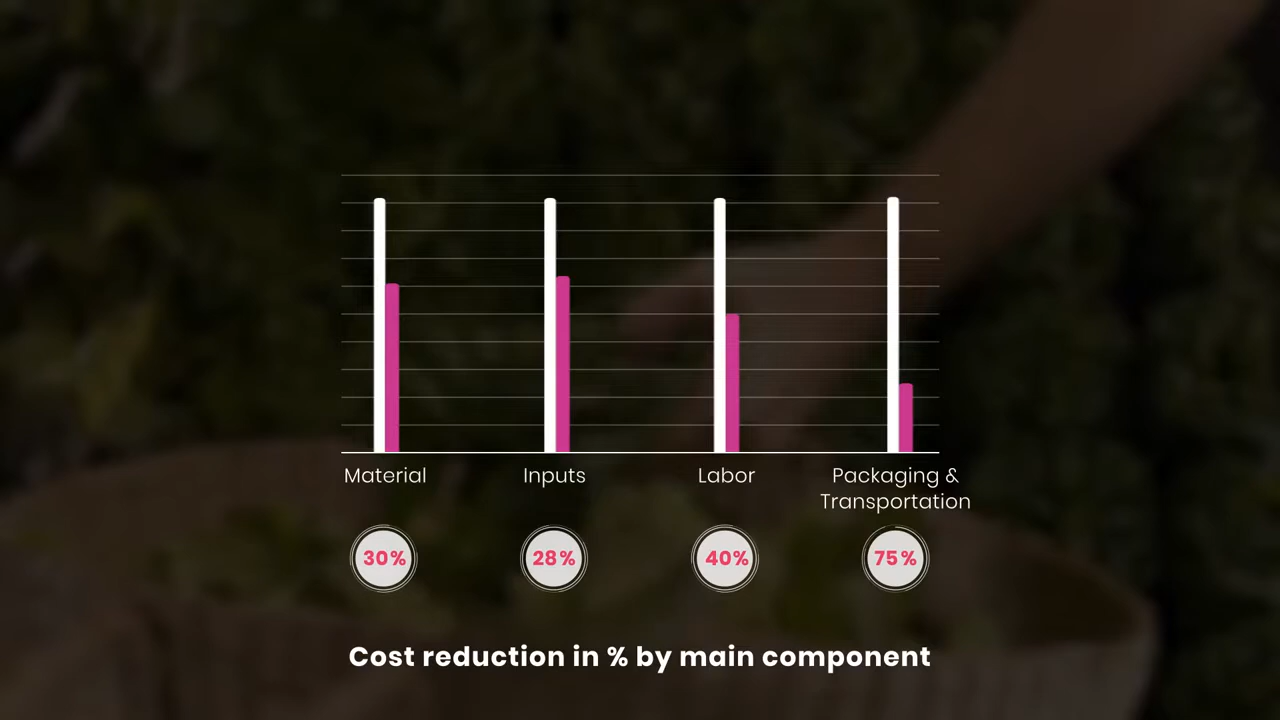 Material
Inputs
Labor
Packaging &
Transportation
30%
28%
40%
75%
Cost reduction in % by main component